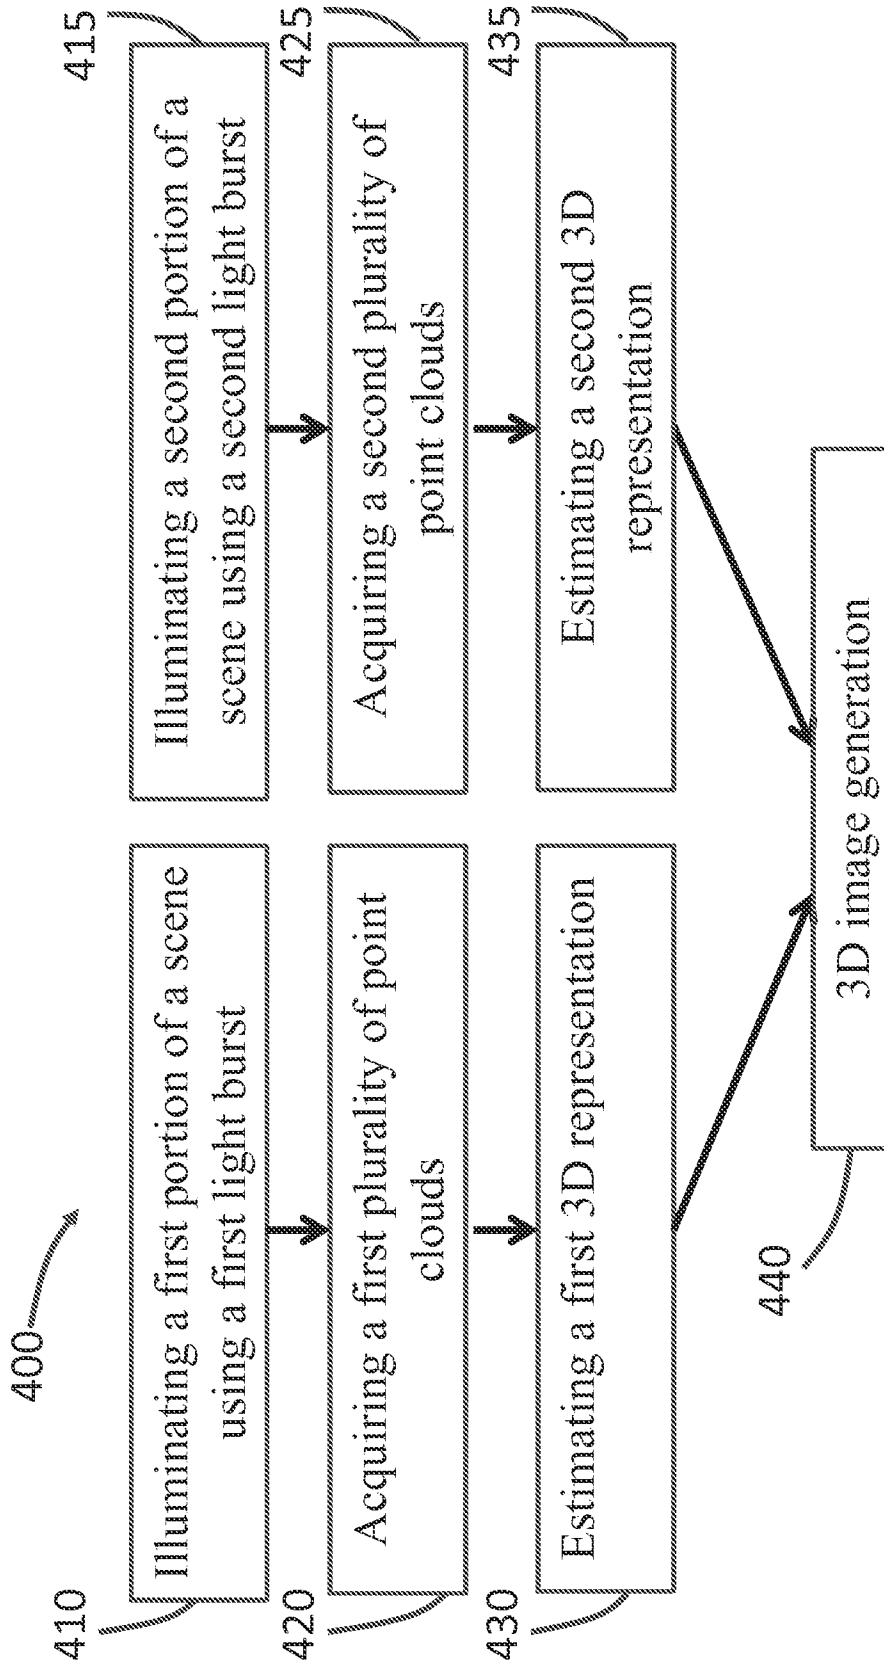 400
410
Illuminating a first portion of a scene
using a first light burst
415
Illuminating a second portion of a
scene using a second light burst
420
Acquiring a first plurality of point
clouds
425
Acquiring a second plurality of
point clouds
430
Estimating a first 3D representation
435
Estimating a second 3D
representation
440
3D image generation